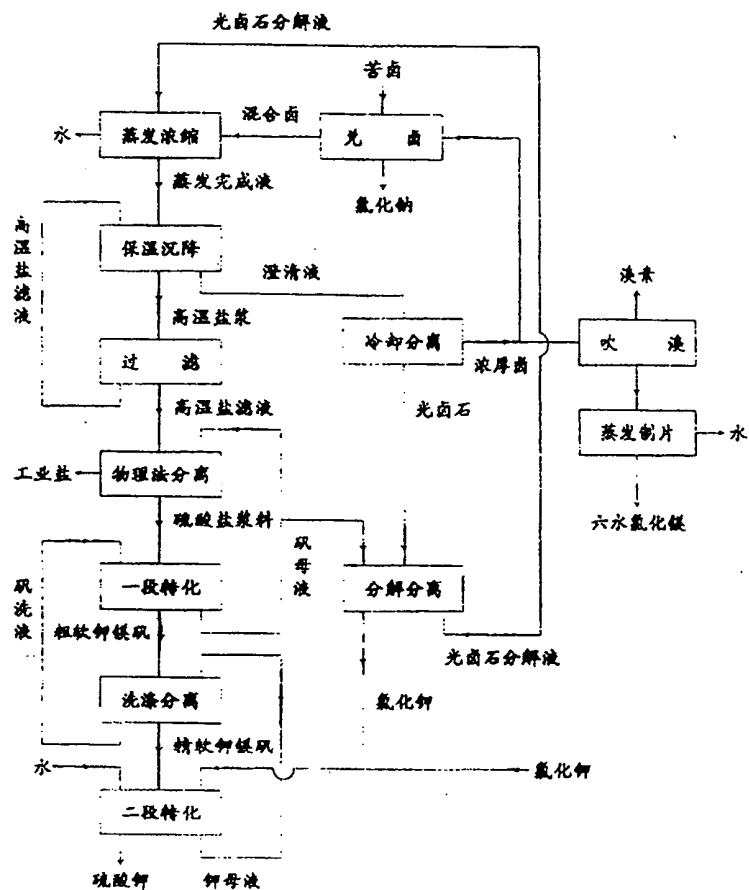 光卤石分解液
苦卤
混合卤
水
蒸发浓缩
兑 卤
蒸发完成液
氯化钠
高温盐滤液
保温沉降
澄清液
溴素
高温盐浆
冷却分离
吹 溴
过 滤
浓厚卤
高温盐滤液
光卤石
蒸发制片
水
工业盐
物理法分离
六水氯化镁
硫酸盐浆料
矾母液
矾洗液
一段转化
分解分离
粗软钾镁矾
光卤石分解液
洗涤分离
氯化钾
精软钾镁矾
水
氯化钾
二段转化
硫酸钾
钾母液